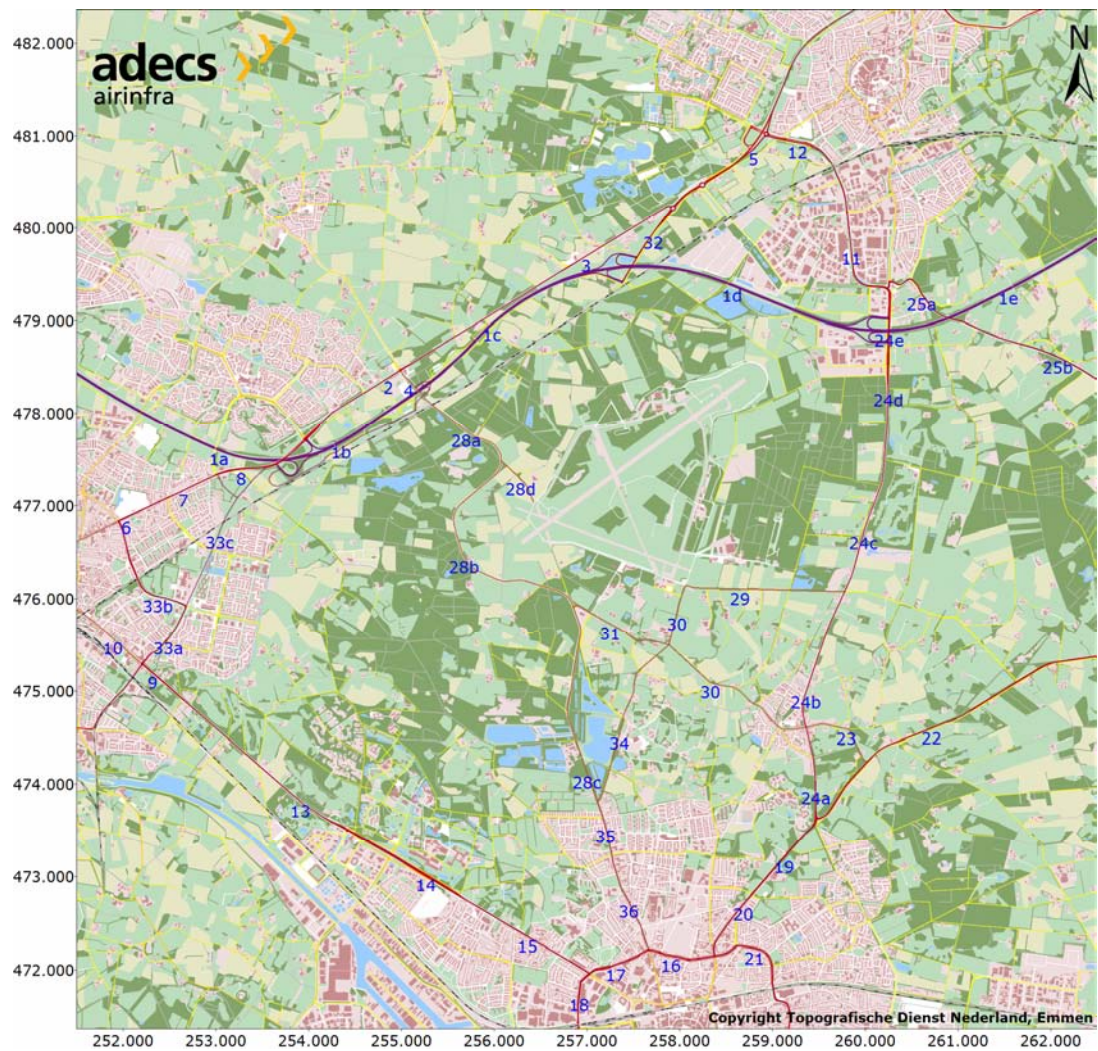 482.000
N
adecs
airinfra
481.000
5
12
480.000
32
11
3
1d
1e
25a
479.000
1c
24e
25b
2
4
478.000
24d
28a
1a
1b
8
28d
7
477.000
6
33c
24c
28b
476.000
33b
29
31
30
10
33a
475.000
9
30
24b
34
23
22
474.000
28c
24a
13
35
473.000
19
14
36
20
15
472.000
16
21
17
18
Copyright Topografische Dienst Nederland, Emmen
252.000 253.000 254.000 255.000 256.000 257.000 258.000 259.000 260.000 261.000 262.000